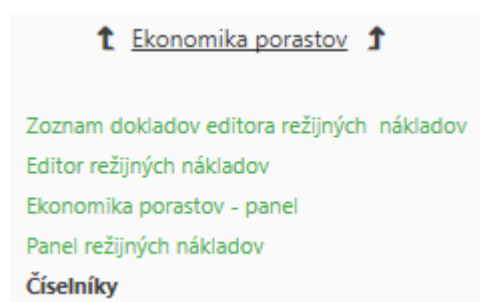 Ekonomika porastov
Zoznam dokladov editora režijných nákladov
Editor režijných nákladov
Ekonomika porastov - panel
Panel režijných nákladov
Číselníky